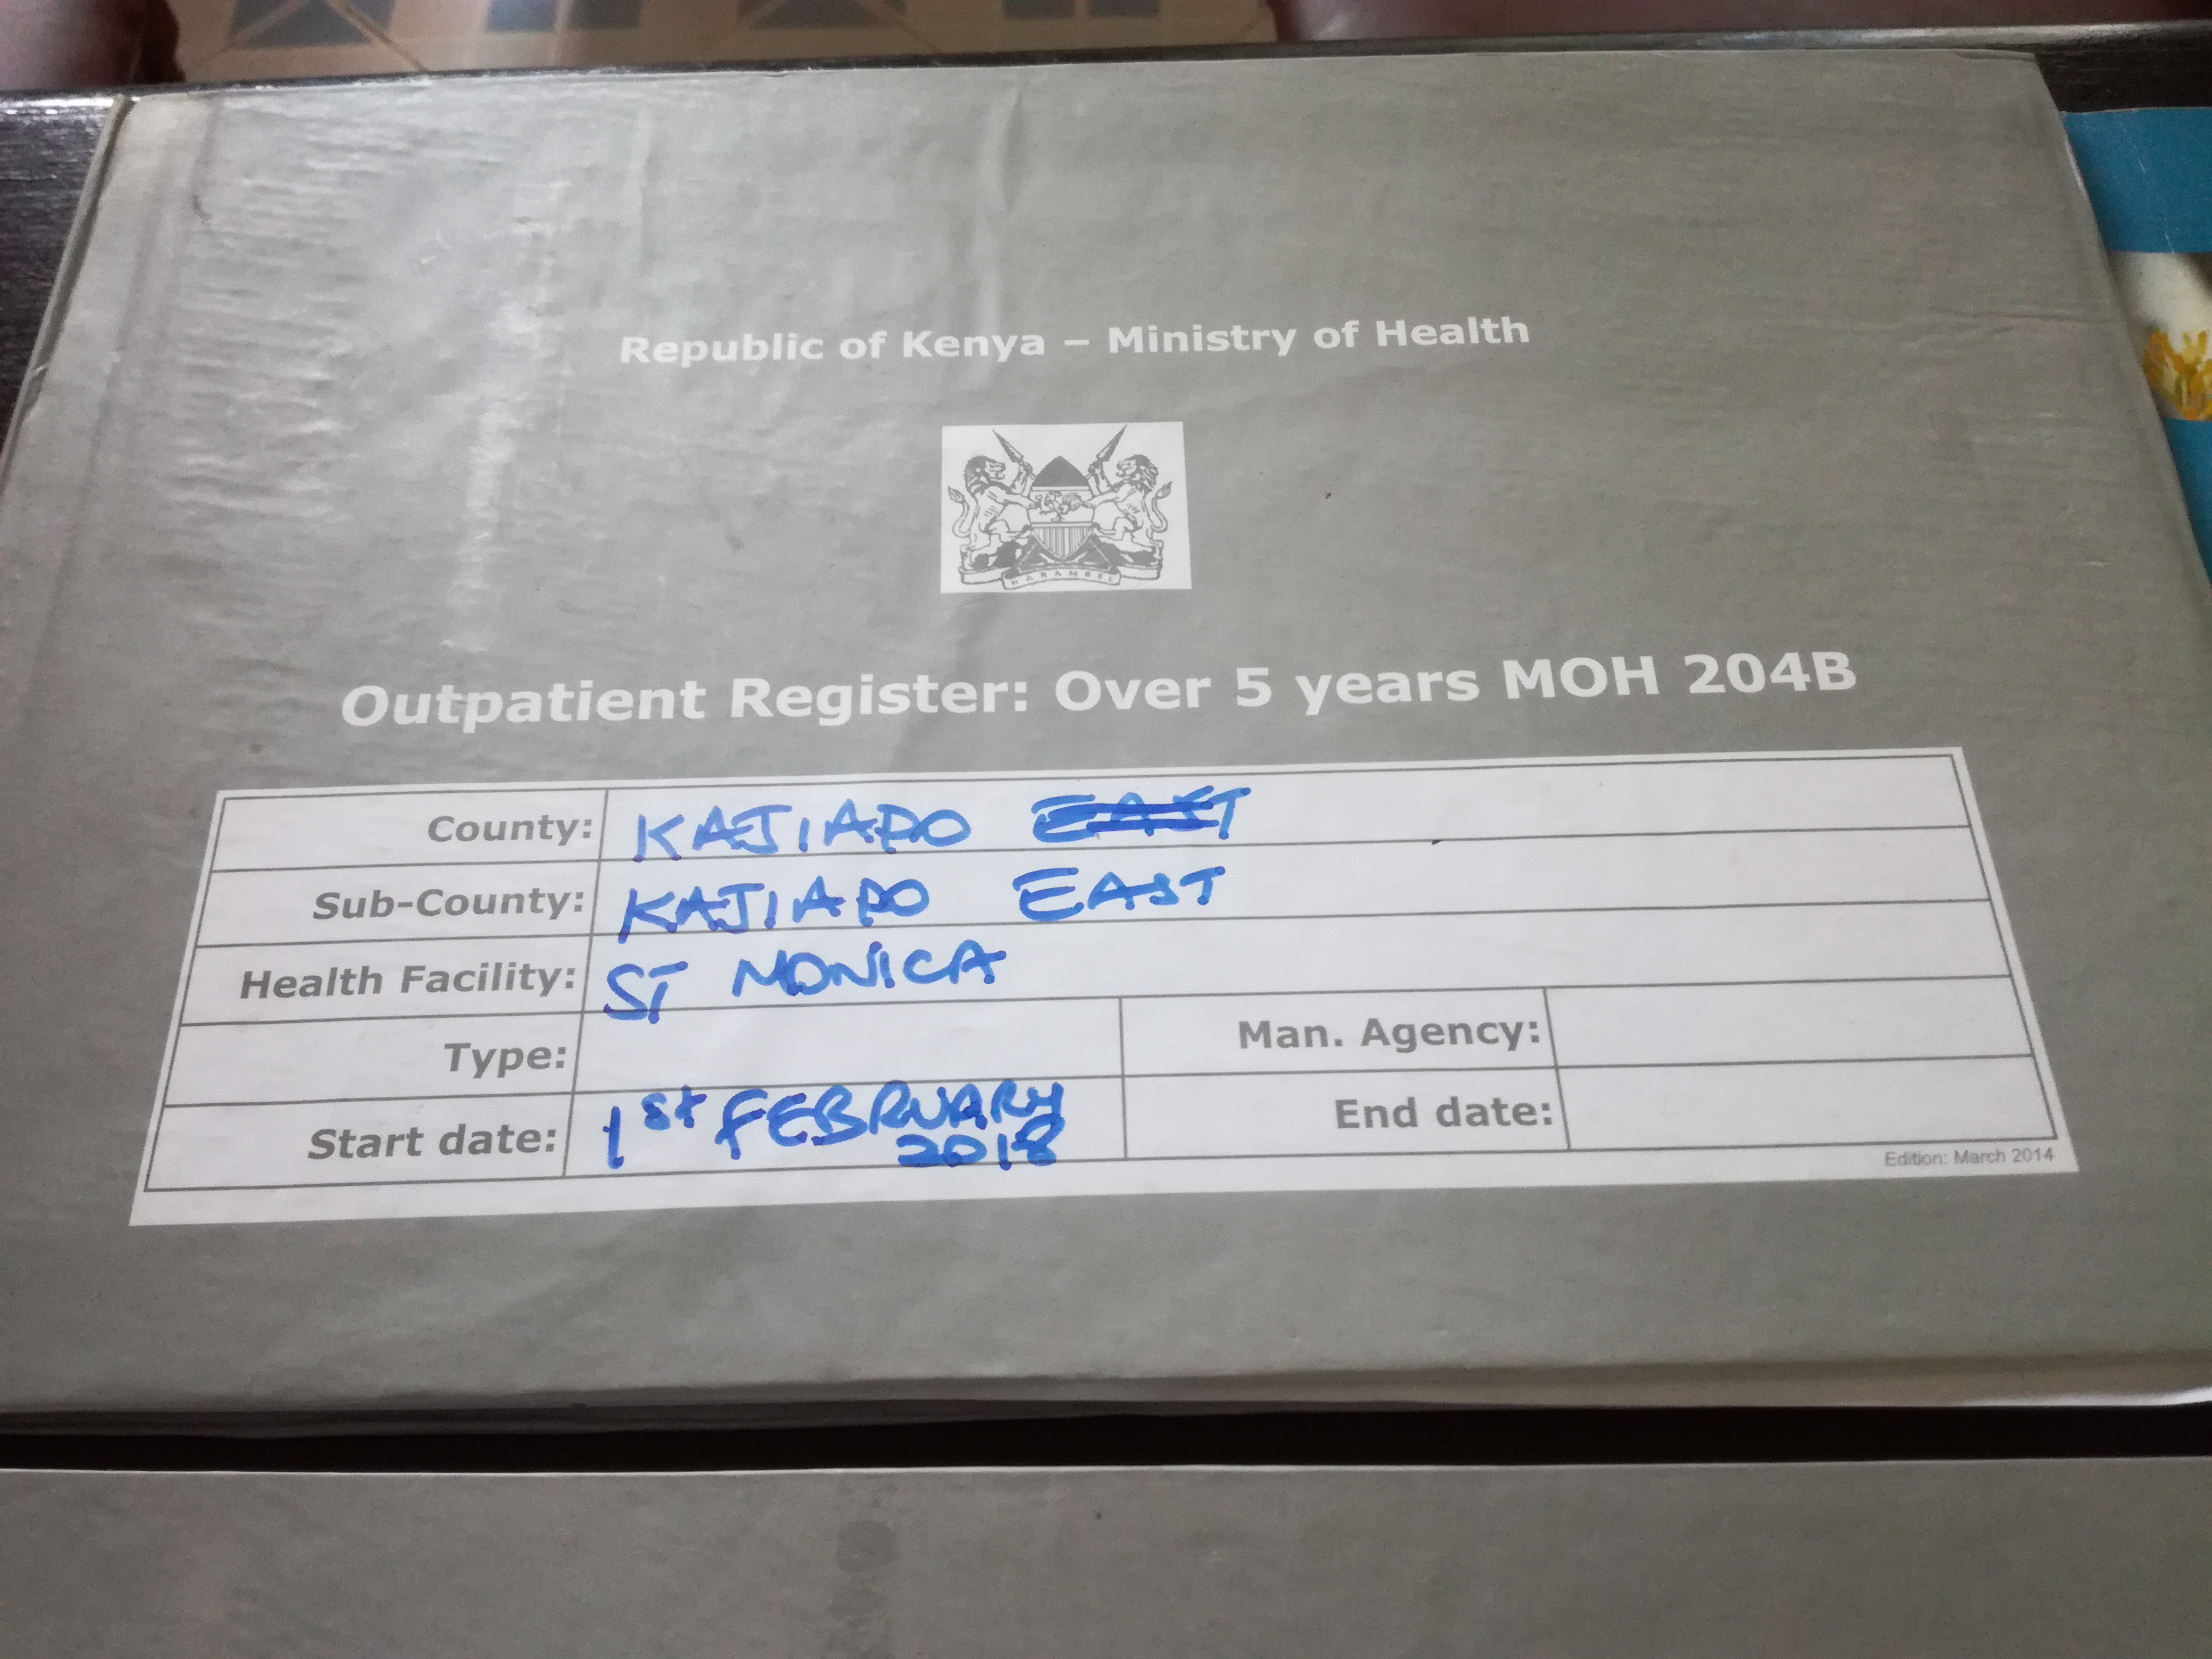 Republic of Kenya – Ministry of Health
HARAMBEE
Outpatient Register: Over 5 years MOH 204B
County: KAJIADO EAST
Sub-County: KAJIADO EAST
Health Facility: ST MONICA
Type: Man. Agency:
Start date: 1st FEBRUARY 2018 End date:
Edition: March 2014